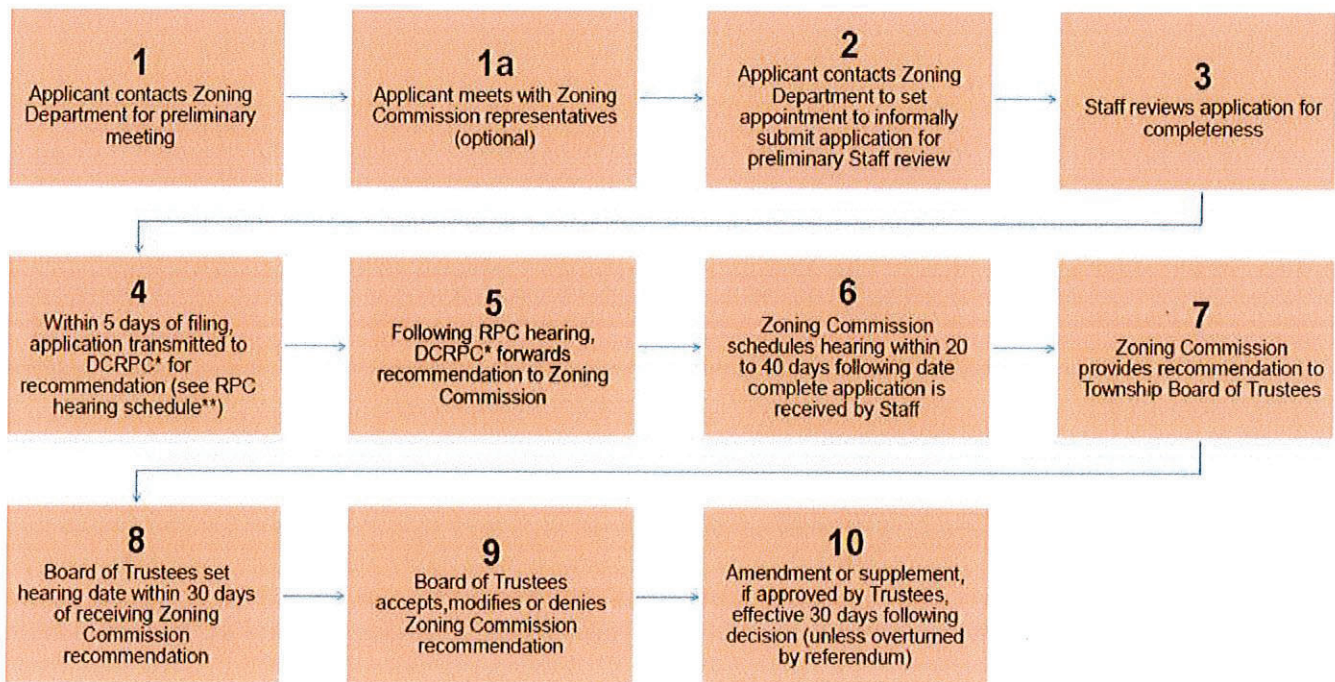 1
Applicant contacts Zoning
Department for preliminary
meeting
1a
Applicant meets with Zoning
Commission representatives
(optional)
2
Applicant contacts Zoning
Department to set
appointment to informally
submit application for
preliminary Staff review
3
Staff reviews application for
completeness
4
Within 5 days of filing,
application transmitted to
DCRPC* for
recommendation (see RPC
hearing schedule**)
5
Following RPC hearing,
DCRPC* forwards
recommendation to Zoning
Commission
6
Zoning Commission
schedules hearing within 20
to 40 days following date
complete application is
received by Staff
7
Zoning Commission
provides recommendation to
Township Board of Trustees
8
Board of Trustees set
hearing date within 30 days
of receiving Zoning
Commission
recommendation
9
Board of Trustees
accepts,modifies or denies
Zoning Commission
recommendation
10
Amendment or supplement,
if approved by Trustees,
effective 30 days following
decision (unless overturned
by referendum)